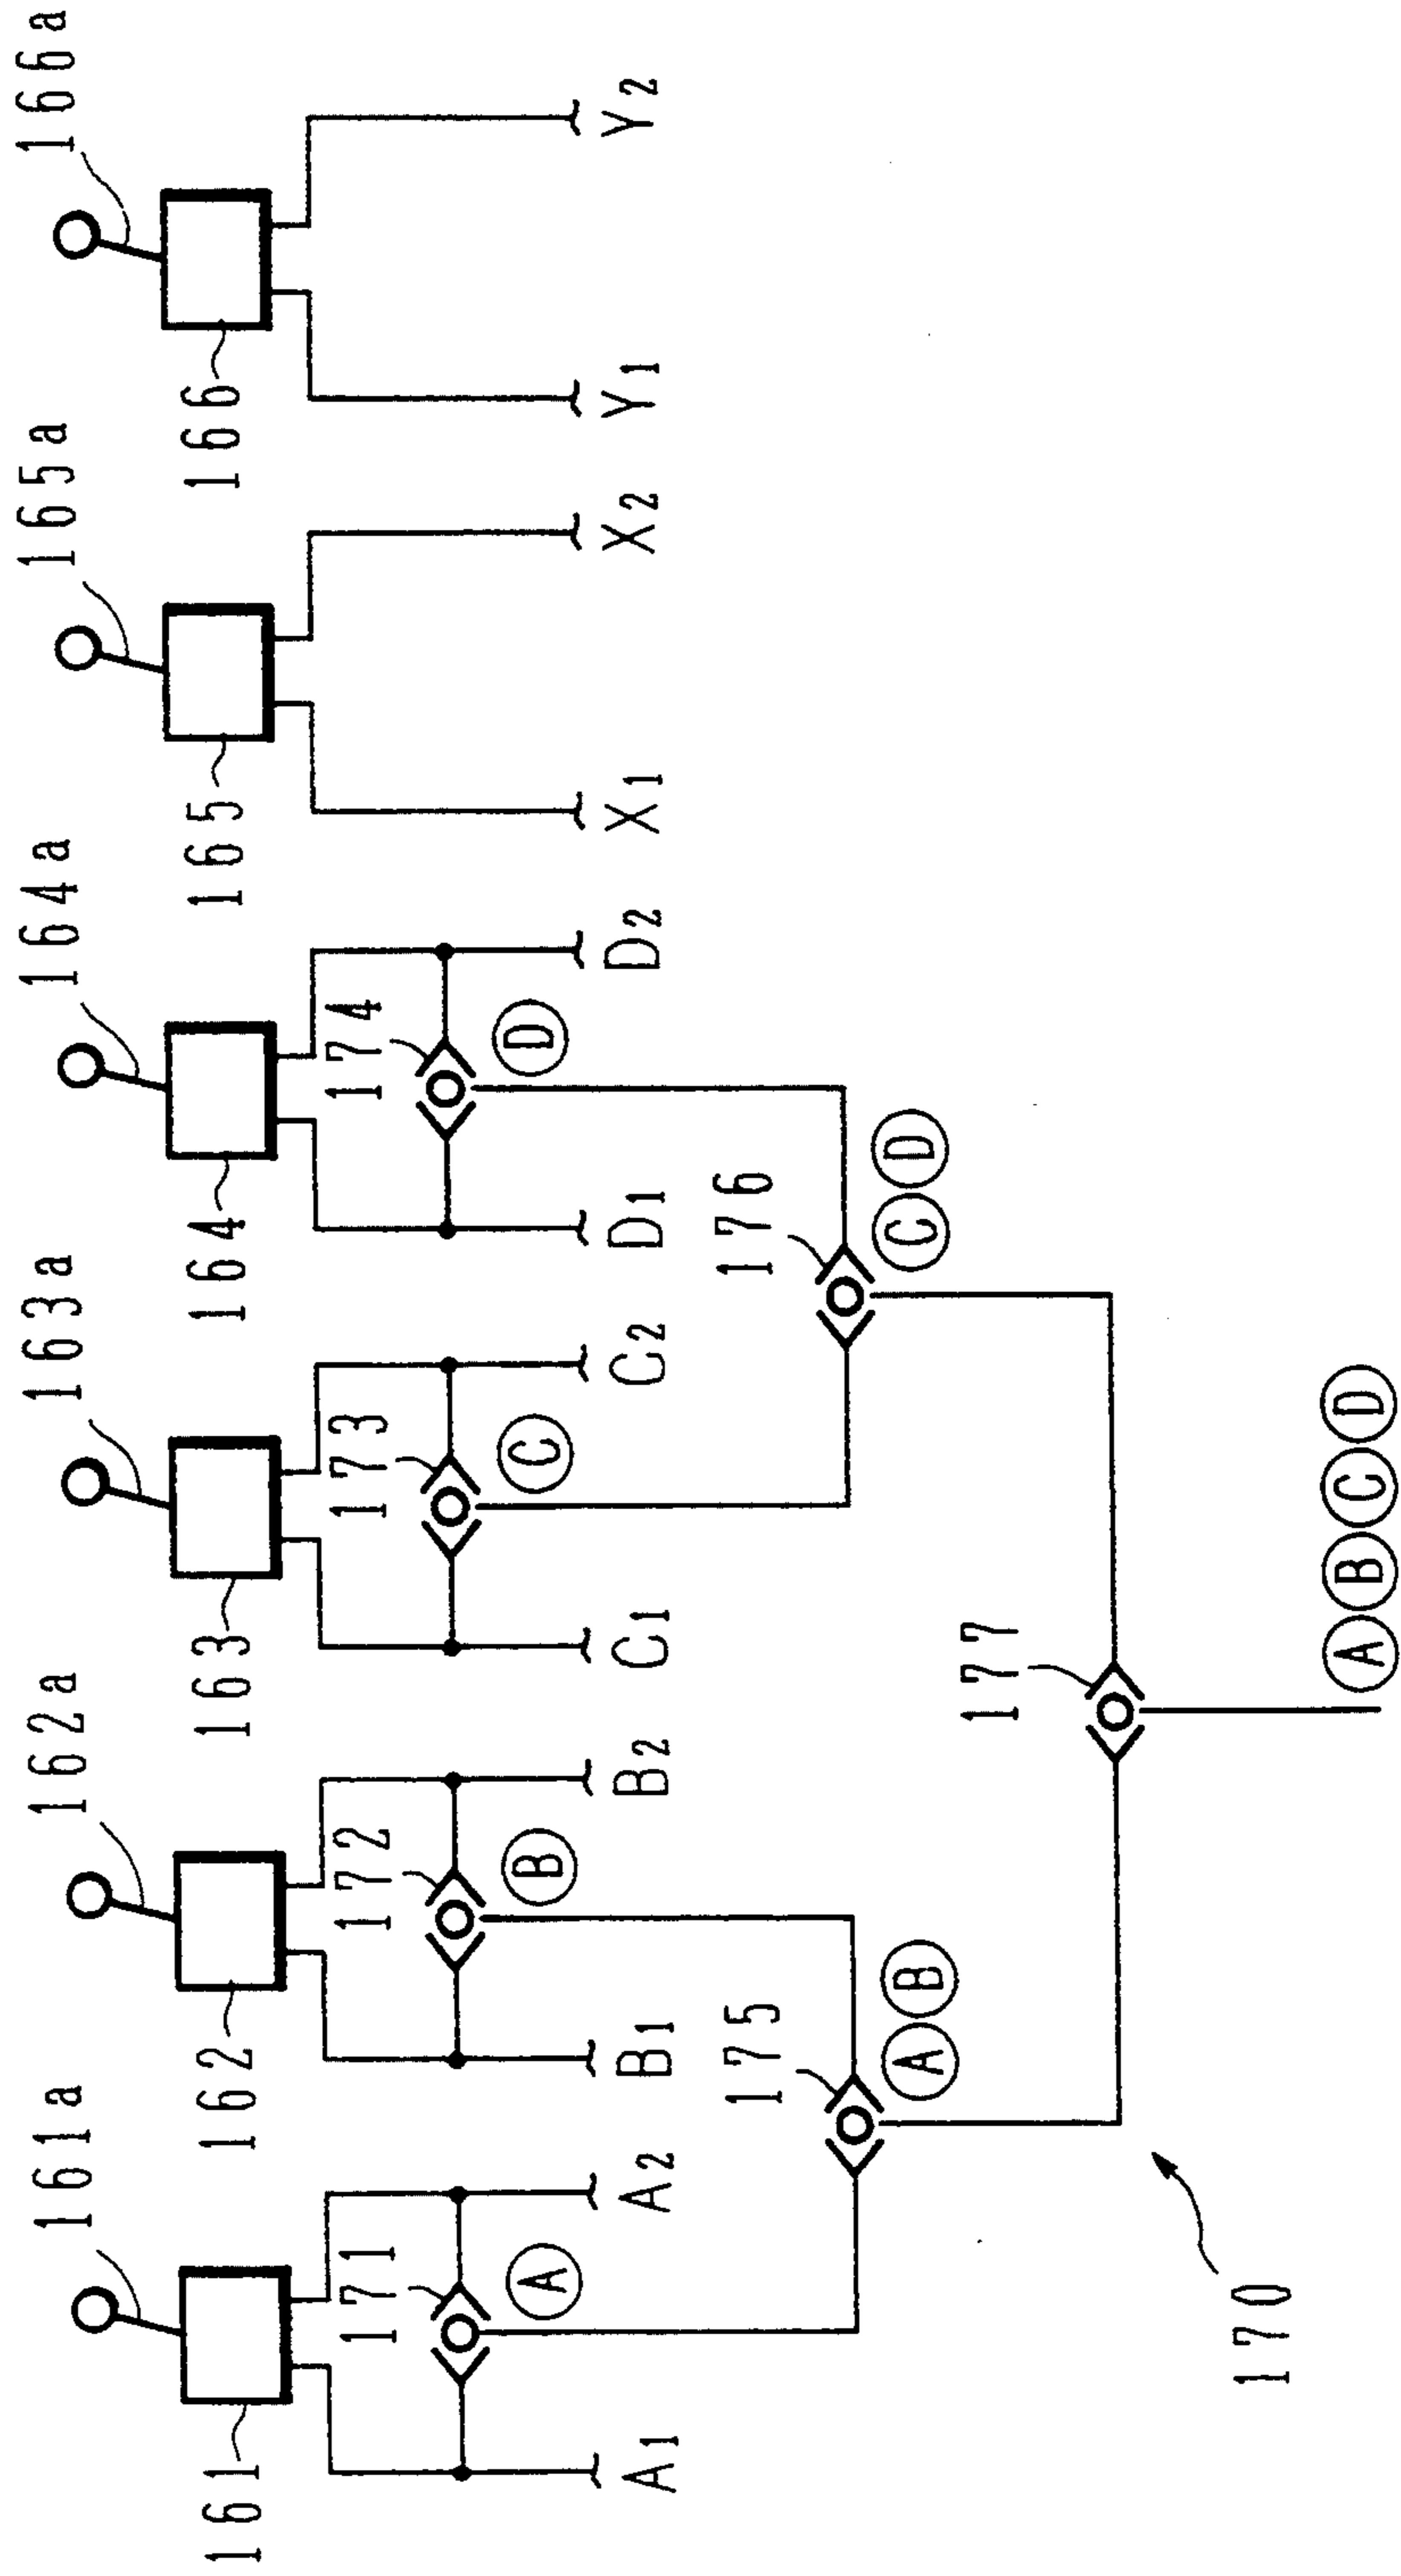 161a 162a 163a 164a 165a 166a
161 162 163 164 165 166
171 172 173 174
A B C D
A1 A2 B1 B2 C1 C2 D1 D2 X1 X2 Y1 Y2
175 176
A B C D
177
170
A B C D